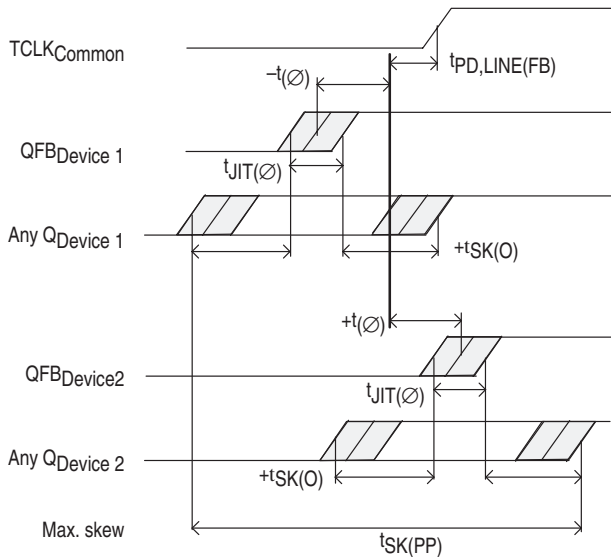 TCLKCommon
tPD,LINE(FB)
–t(∅)
QFBDevice 1
tJIT(∅)
Any QDevice 1
+tSK(O)
+t(∅)
QFBDevice2
tJIT(∅)
Any QDevice 2
+tSK(O)
Max. skew
tSK(PP)